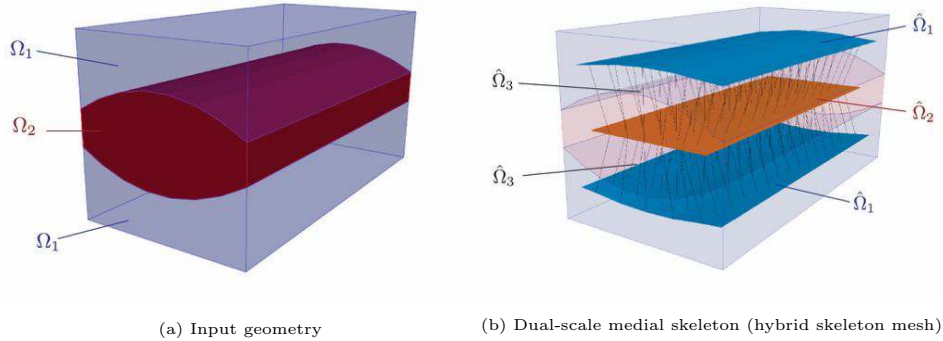 Ω₁
Ω₂
Ω₁
(a) Input geometry
Ω̂₁
Ω̂₃
Ω̂₂
Ω̂₃
Ω̂₁
(b) Dual-scale medial skeleton (hybrid skeleton mesh)